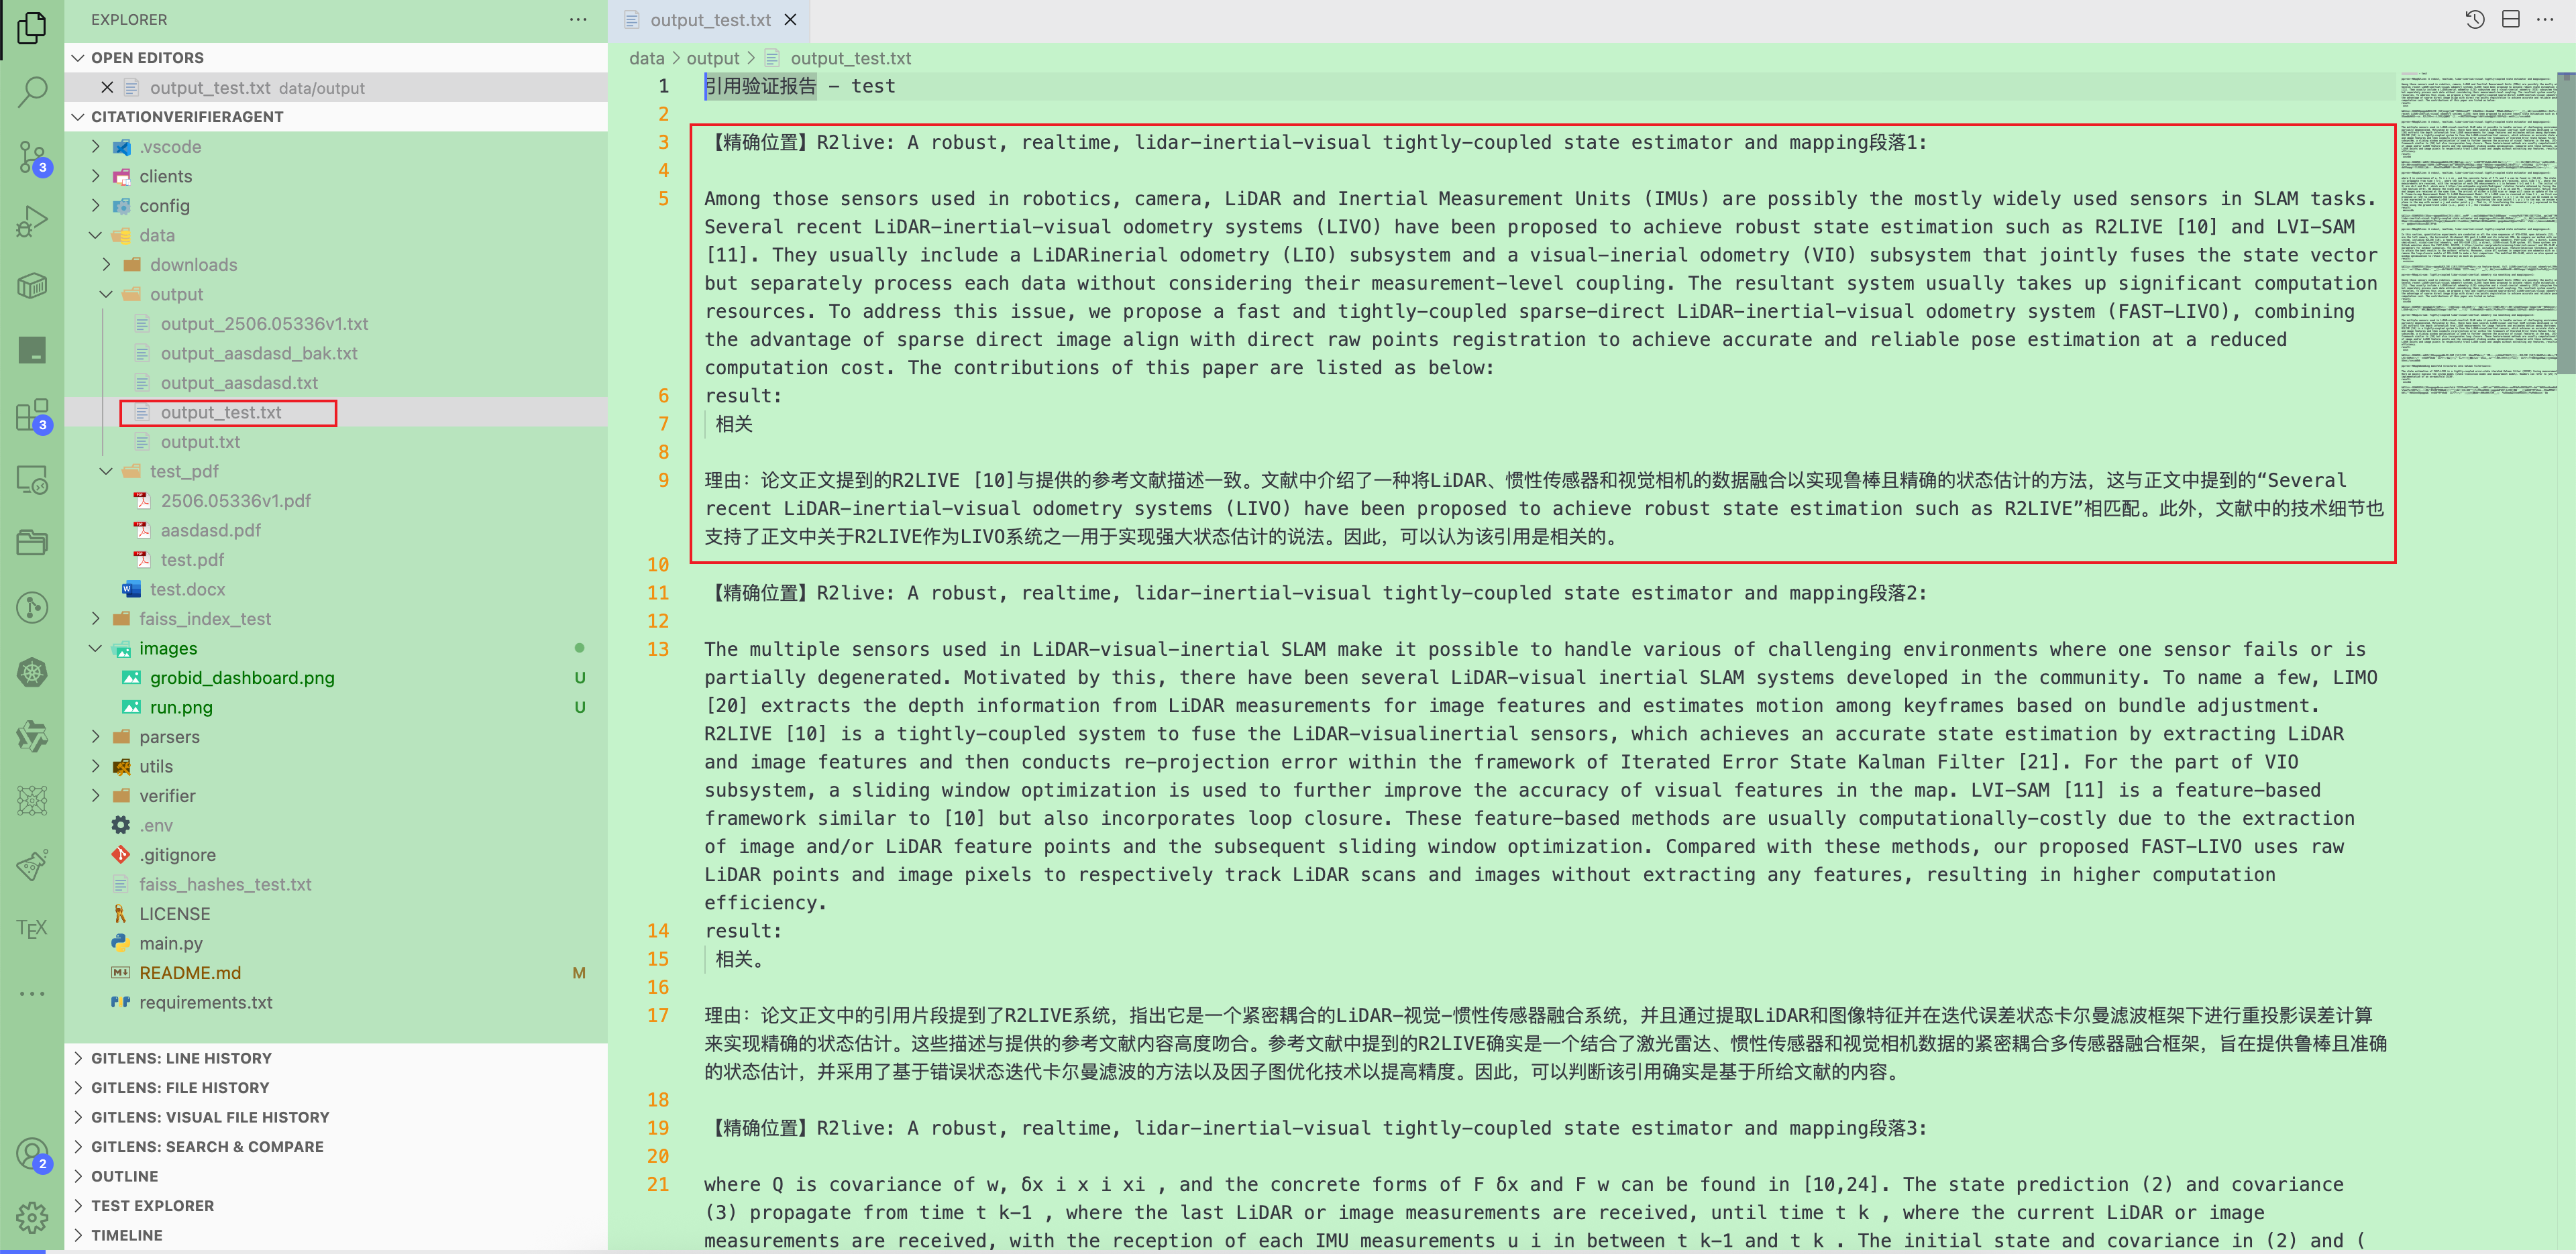 EXPLORER
OPEN EDITORS
output_test.txt data/output
CITATIONVERIFIERAGENT
.vscode
clients
config
data
downloads
output
output_2506.05336v1.txt
output_aasdasd_bak.txt
output_aasdasd.txt
output_test.txt
output.txt
test_pdf
2506.05336v1.pdf
aasdasd.pdf
test.pdf
test.docx
faiss_index_test
images
grobid_dashboard.png U
run.png U
parsers
utils
verifier
.env
.gitignore
faiss_hashes_test.txt
LICENSE
main.py
README.md M
requirements.txt
GITLENS: LINE HISTORY
GITLENS: FILE HISTORY
GITLENS: VISUAL FILE HISTORY
GITLENS: SEARCH & COMPARE
OUTLINE
TEST EXPLORER
TIMELINE
3
3
TEX
2
output_test.txt
data > output > output_test.txt
1 引用验证报告 - test
2
3 【精确位置】R2live: A robust, realtime, lidar-inertial-visual tightly-coupled state estimator and mapping段落1:
4
5 Among those sensors used in robotics, camera, LiDAR and Inertial Measurement Units (IMUs) are possibly the mostly widely used sensors in SLAM tasks.
Several recent LiDAR-inertial-visual odometry systems (LIVO) have been proposed to achieve robust state estimation such as R2LIVE [10] and LVI-SAM
[11]. They usually include a LiDARinerial odometry (LIO) subsystem and a visual-inerial odometry (VIO) subsystem that jointly fuses the state vector
but separately process each data without considering their measurement-level coupling. The resultant system usually takes up significant computation
resources. To address this issue, we propose a fast and tightly-coupled sparse-direct LiDAR-inertial-visual odometry system (FAST-LIVO), combining
the advantage of sparse direct image align with direct raw points registration to achieve accurate and reliable pose estimation at a reduced
computation cost. The contributions of this paper are listed as below:
6 result:
7 相关
8
9 理由：论文正文提到的R2LIVE [10]与提供的参考文献描述一致。文献中介绍了一种将LiDAR、惯性传感器和视觉相机的数据融合以实现鲁棒且精确的状态估计的方法，这与正文中提到的“Several
recent LiDAR-inertial-visual odometry systems (LIVO) have been proposed to achieve robust state estimation such as R2LIVE”相匹配。此外，文献中的技术细节也
支持了正文中关于R2LIVE作为LIVO系统之一用于实现强大状态估计的说法。因此，可以认为该引用是相关的。
10
11 【精确位置】R2live: A robust, realtime, lidar-inertial-visual tightly-coupled state estimator and mapping段落2:
12
13 The multiple sensors used in LiDAR-visual-inertial SLAM make it possible to handle various of challenging environments where one sensor fails or is
partially degenerated. Motivated by this, there have been several LiDAR-visual inertial SLAM systems developed in the community. To name a few, LIMO
[20] extracts the depth information from LiDAR measurements for image features and estimates motion among keyframes based on bundle adjustment.
R2LIVE [10] is a tightly-coupled system to fuse the LiDAR-visualinertial sensors, which achieves an accurate state estimation by extracting LiDAR
and image features and then conducts re-projection error within the framework of Iterated Error State Kalman Filter [21]. For the part of VIO
subsystem, a sliding window optimization is used to further improve the accuracy of visual features in the map. LVI-SAM [11] is a feature-based
framework similar to [10] but also incorporates loop closure. These feature-based methods are usually computationally-costly due to the extraction
of image and/or LiDAR feature points and the subsequent sliding window optimization. Compared with these methods, our proposed FAST-LIVO uses raw
LiDAR points and image pixels to respectively track LiDAR scans and images without extracting any features, resulting in higher computation
efficiency.
14 result:
15 相关。
16
17 理由：论文正文中的引用片段提到了R2LIVE系统，指出它是一个紧密耦合的LiDAR-视觉-惯性传感器融合系统，并且通过提取LiDAR和图像特征并在迭代误差状态卡尔曼滤波框架下进行重投影误差计算
来实现精确的状态估计。这些描述与提供的参考文献内容高度吻合。参考文献中提到的R2LIVE确实是一个结合了激光雷达、惯性传感器和视觉相机数据的紧密耦合多传感器融合框架，旨在提供鲁棒且准确
的状态估计，并采用了基于错误状态迭代卡尔曼滤波的方法以及因子图优化技术以提高精度。因此，可以判断该引用确实是基于所给文献的内容。
18
19 【精确位置】R2live: A robust, realtime, lidar-inertial-visual tightly-coupled state estimator and mapping段落3:
20
21 where Q is covariance of w, δx i x i xi , and the concrete forms of F δx and F w can be found in [10,24]. The state prediction (2) and covariance
(3) propagate from time t k-1 , where the last LiDAR or image measurements are received, until time t k , where the current LiDAR or image
measurements are received, with the reception of each IMU measurements u i in between t k-1 and t k . The initial state and covariance in (2) and (